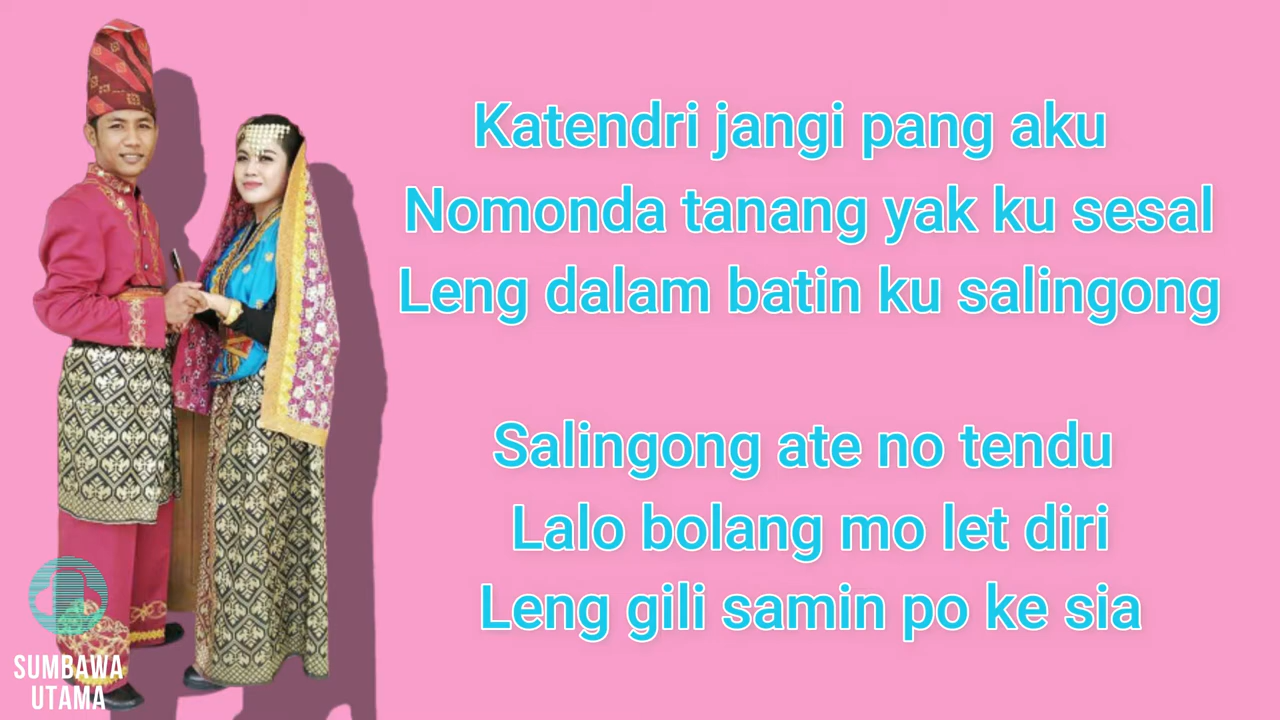 Katendri jangi pang aku
Nomonda tanang yak ku sesal
Leng dalam batin ku salingong
Salingong ate no tendu
Lalo bolang mo let diri
Leng gili samin po ke sia
SUMBAWA
UTAMA